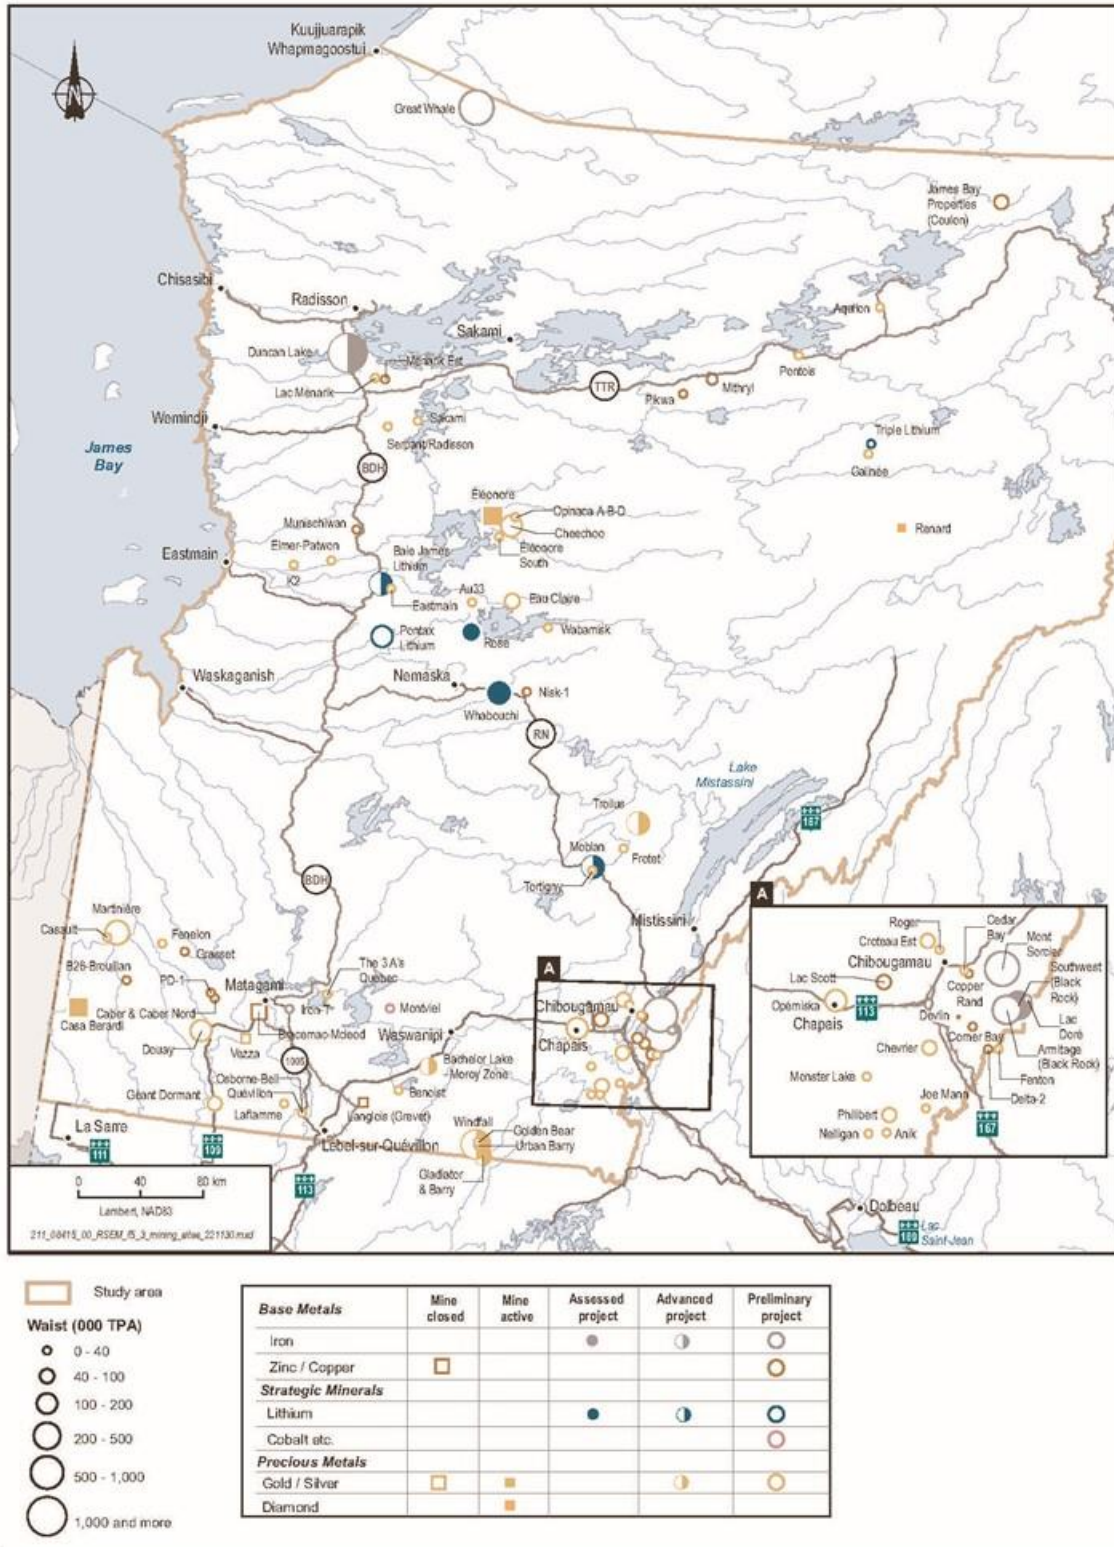 Kuujjuarapik
Whapmagoostui
N
Great Whale
James Bay
Properties
(Coulon)
Chisasibi
Radisson
Sakami
Aqetion
Duncan Lake
Ménarik Est
Lac Ménarik
TTR
Pontois
Mithryl
Pikwa
Wemindji
Sakami
Serpent/Radisson
Triple Lithium
Galinée
James
Bay
BDH
Éléonore
Opinaca A-B-D
Cheechoo
Munischiwan
Renard
Elmer-Patwon
Éléonore
South
Baie James
Lithium
Eastmain
K2
Au33
Eau Claire
Eastmain
Pontax
Lithium
Rose
Wabamisk
Waskaganish
Nemaska
Nisk-1
Whabouchi
RN
Lake
Mistassini
Troilus
167
Moblan
Frotet
Tortigny
BDH
Martinière
Casault
Fenelon
Grasset
Mistissini
A
B26-Brouillan
PD-1
Matagami
The 3 A's
Quebec
Caber & Caber Nord
Iron-T
Montviel
Casa Berardi
Bracemac-Mcleod
Waswanipi
Douay
Vezza
1005
Bachelor Lake
- Moroy Zone
Osborne-Bell
Quévillon
Benoist
Géant Dormant
Laflamme
Langlois (Grevet)
La Sarre
Lebel-sur-Quévillon
Windfall
Golden Bear
Urban Barry
Gladiator
& Barry
111
109
113
A
Chibougamau
Chapais
Roger
Cedar
Bay
Croteau Est
Mont
Sorcier
Chibougamau
Lac Scott
Copper
Rand
Southwest
(Black
Rock)
Opémiska
Chapais
113
Devlin
Lac
Doré
Corner Bay
Chevrier
Armitage
(Black Rock)
Fenton
Monster Lake
Joe Mann
Delta-2
Philibert
167
Nelligan
Anik
Dolbeau
169
Lac
Saint-Jean
0 40 80 km
Lambert, NAD83
211_08415_00_RSEM_f5_3_mining_sites_221130.mxd
Study area
Waist (000 TPA)
0 - 40
40 - 100
100 - 200
200 - 500
500 - 1,000
1,000 and more
Base Metals Mine closed Mine active Assessed project Advanced project Preliminary project
Iron
Zinc / Copper
Strategic Minerals
Lithium
Cobalt etc.
Precious Metals
Gold / Silver
Diamond